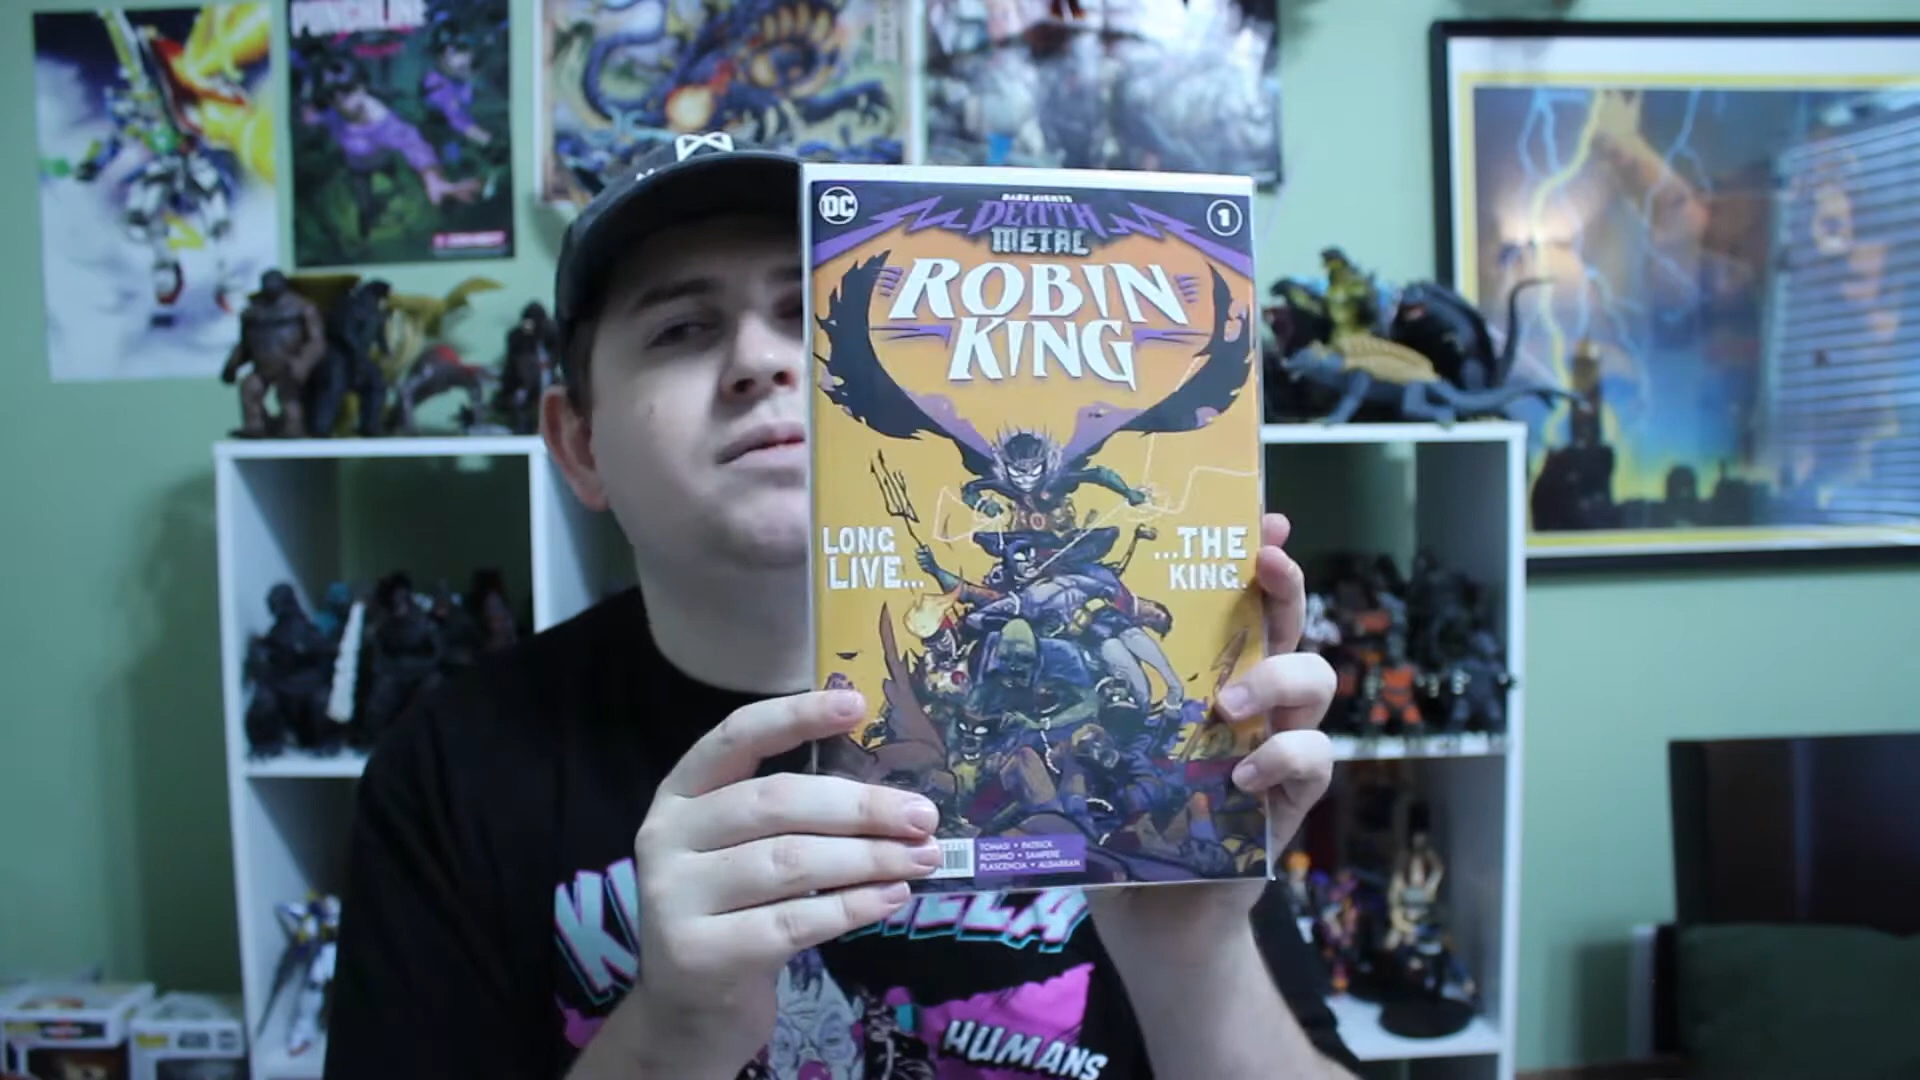 PUNCHLINE
DC
DARK NIGHTS
DEATH
METAL
1
ROBIN
KING
LONG
LIVE...
...THE
KING.
TOMASI • PATRICK
ROSSMO • SAMPERE
PLASCENCIA • ALBARRAN
HUMANS